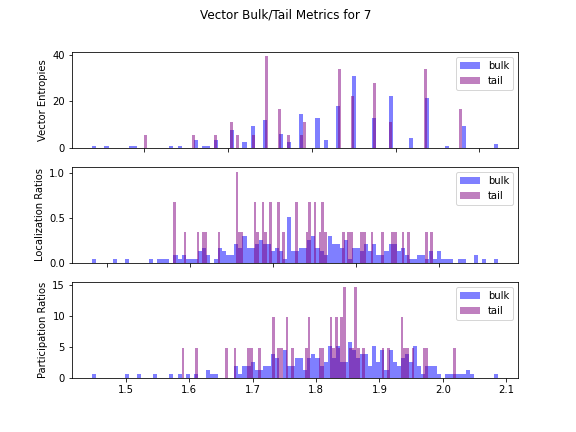 Vector Bulk/Tail Metrics for 7
Vector Entropies
40
20
0
bulk
tail
Localization Ratios
1.0
0.5
0.0
bulk
tail
Participation Ratios
15
10
5
0
bulk
tail
1.5 1.6 1.7 1.8 1.9 2.0 2.1